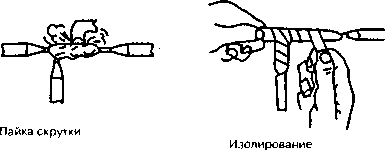 Пайка скрутки
Изолирование